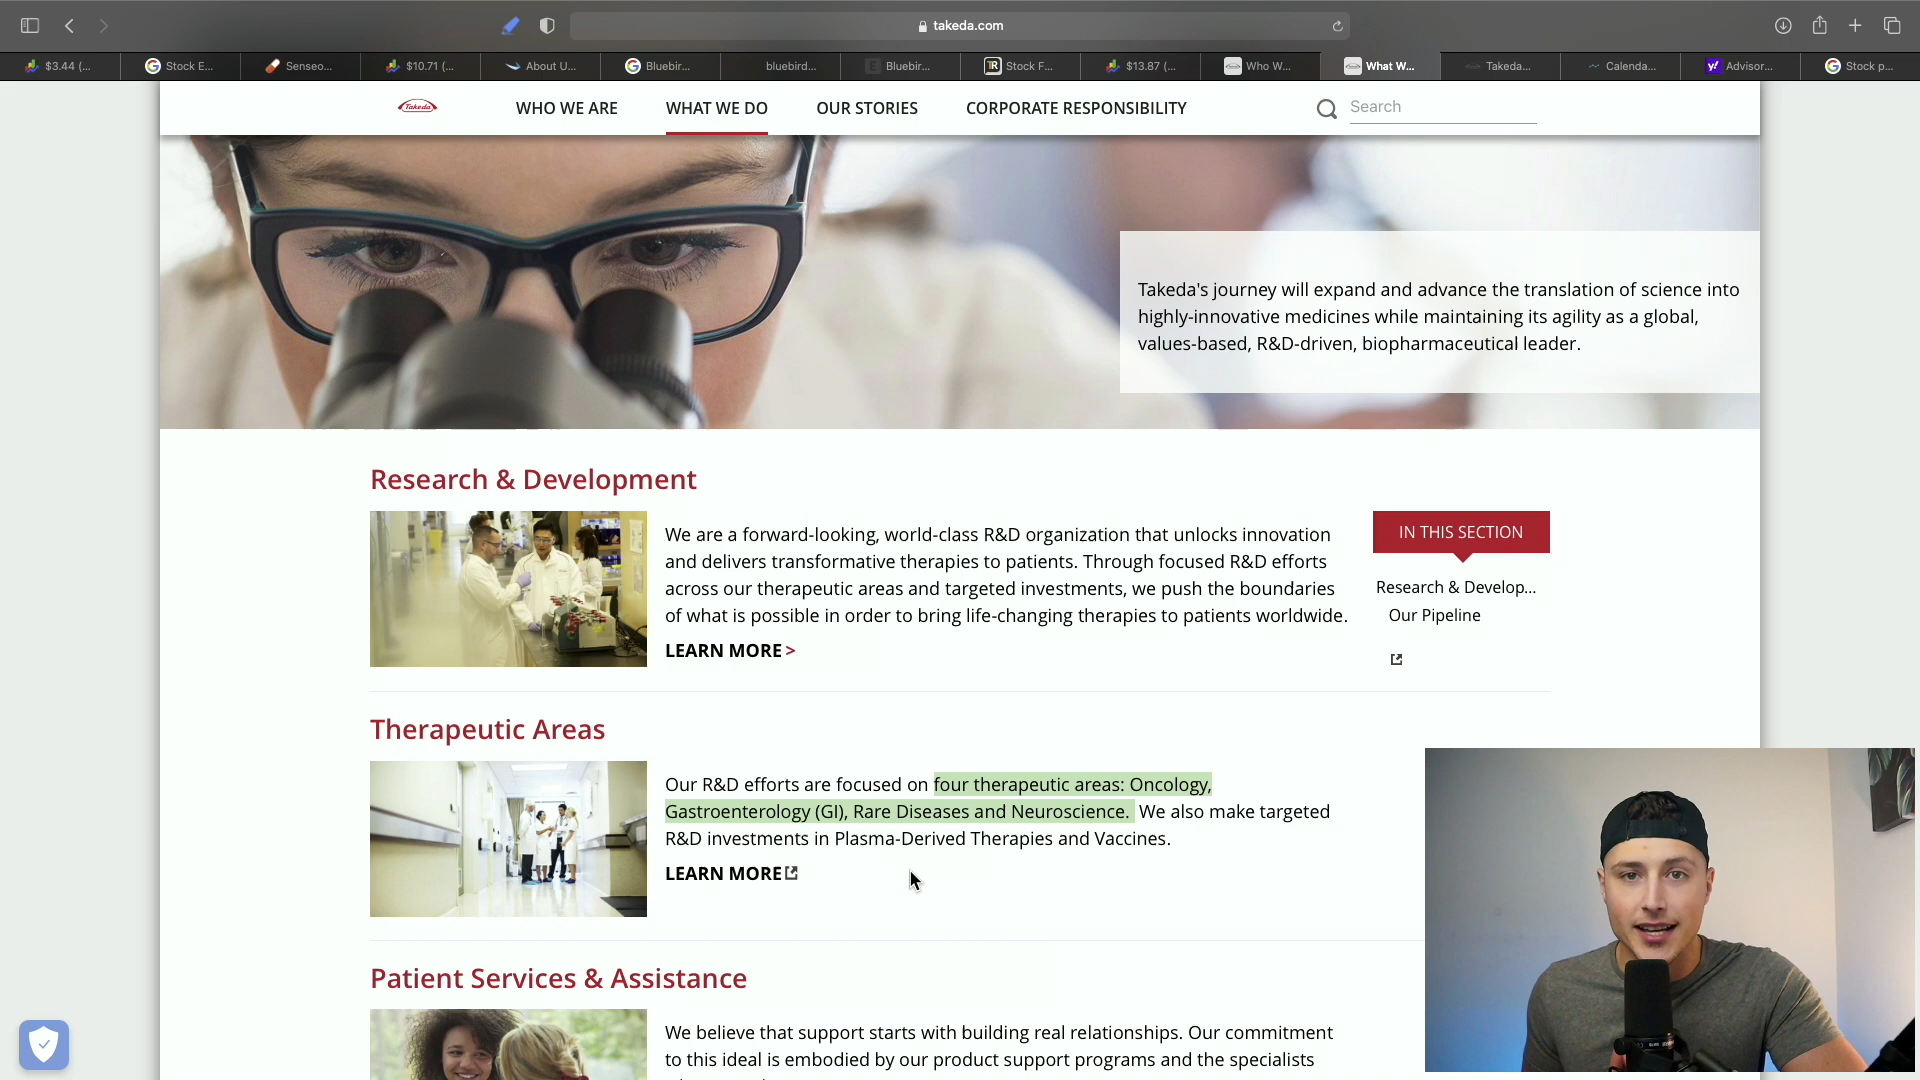 takeda.com
$3.44 (...
Stock E...
Senseo...
$10.71 (...
About U...
Bluebir...
bluebird...
Bluebir...
Stock F...
$13.87 (...
Who W...
What W...
Takeda...
Calenda...
Advisor...
Stock p...
Takeda
WHO WE ARE
WHAT WE DO
OUR STORIES
CORPORATE RESPONSIBILITY
Search
Takeda's journey will expand and advance the translation of science into
highly-innovative medicines while maintaining its agility as a global,
values-based, R&D-driven, biopharmaceutical leader.
Research & Development
We are a forward-looking, world-class R&D organization that unlocks innovation
and delivers transformative therapies to patients. Through focused R&D efforts
across our therapeutic areas and targeted investments, we push the boundaries
of what is possible in order to bring life-changing therapies to patients worldwide.
LEARN MORE >
IN THIS SECTION
Research & Develop...
Our Pipeline
Therapeutic Areas
Our R&D efforts are focused on four therapeutic areas: Oncology,
Gastroenterology (GI), Rare Diseases and Neuroscience. We also make targeted
R&D investments in Plasma-Derived Therapies and Vaccines.
LEARN MORE
Patient Services & Assistance
We believe that support starts with building real relationships. Our commitment
to this ideal is embodied by our product support programs and the specialists